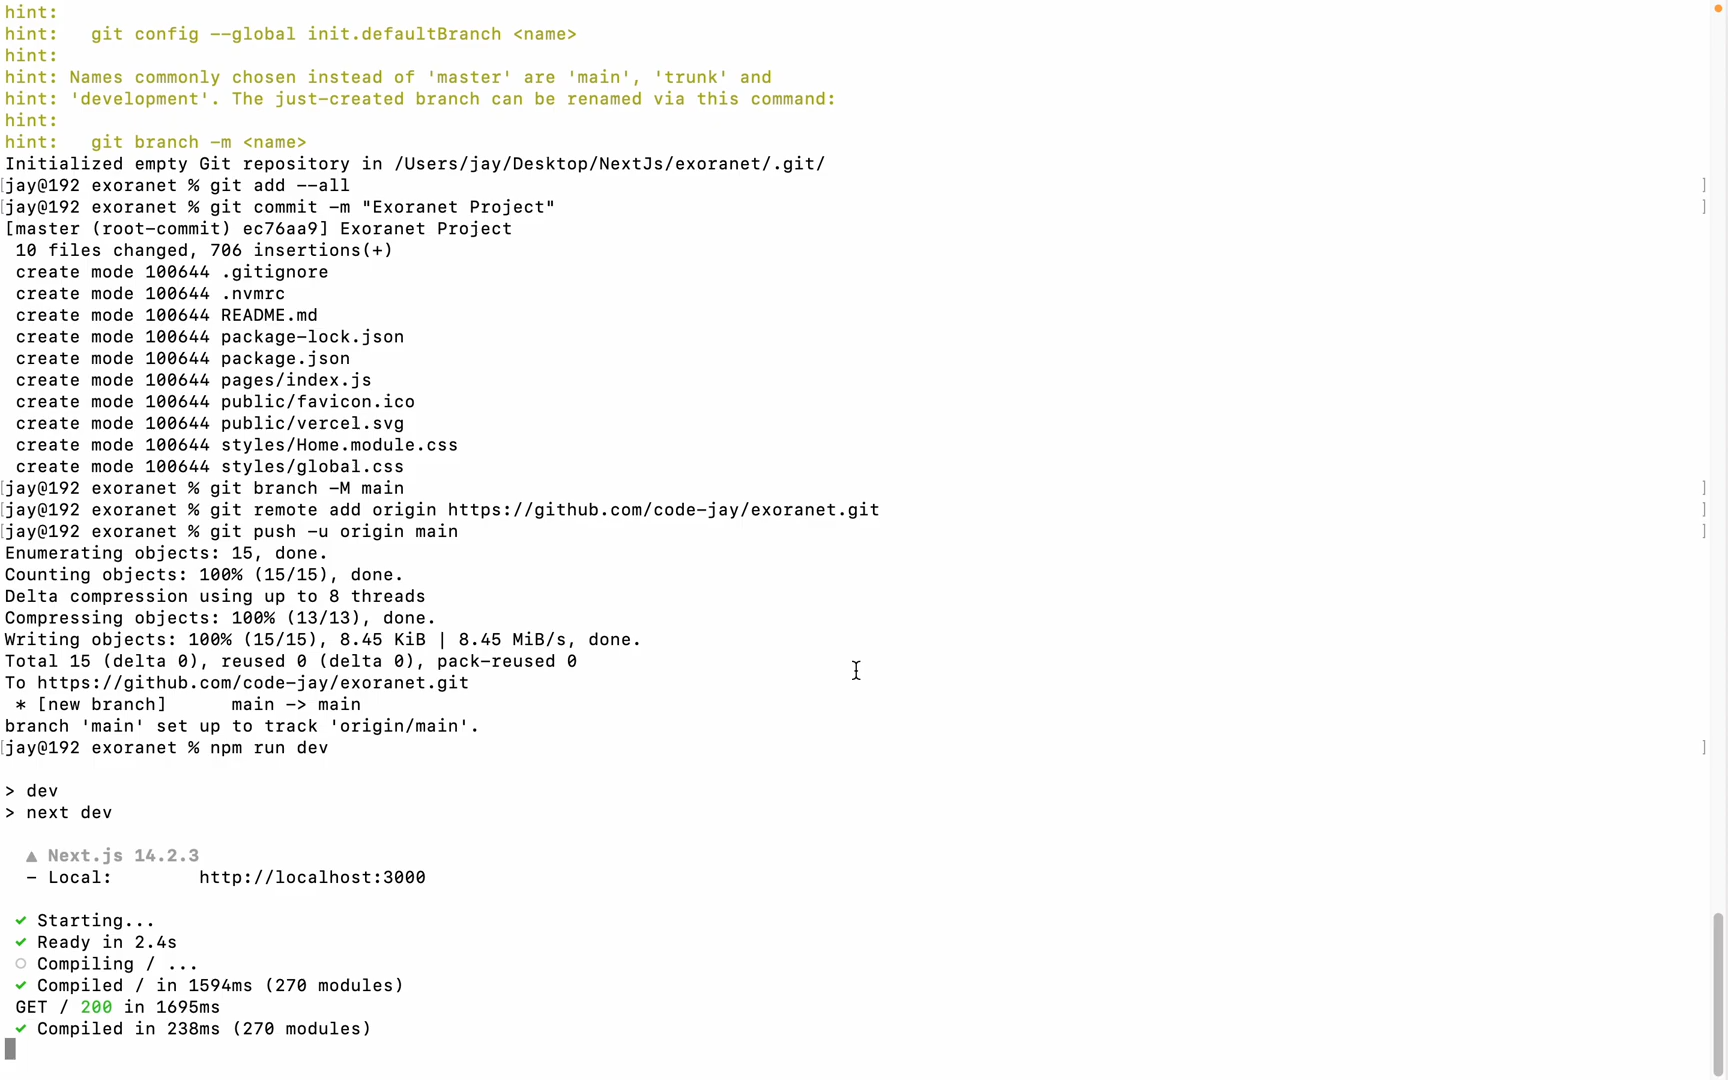 hint:
hint:   git config --global init.defaultBranch <name>
hint:
hint: Names commonly chosen instead of 'master' are 'main', 'trunk' and
hint: 'development'. The just-created branch can be renamed via this command:
hint:
hint:   git branch -m <name>
Initialized empty Git repository in /Users/jay/Desktop/NextJs/exoranet/.git/
[jay@192 exoranet % git add --all ]
[jay@192 exoranet % git commit -m "Exoranet Project" ]
[master (root-commit) ec76aa9] Exoranet Project
 10 files changed, 706 insertions(+)
 create mode 100644 .gitignore
 create mode 100644 .nvmrc
 create mode 100644 README.md
 create mode 100644 package-lock.json
 create mode 100644 package.json
 create mode 100644 pages/index.js
 create mode 100644 public/favicon.ico
 create mode 100644 public/vercel.svg
 create mode 100644 styles/Home.module.css
 create mode 100644 styles/global.css
[jay@192 exoranet % git branch -M main ]
[jay@192 exoranet % git remote add origin https://github.com/code-jay/exoranet.git ]
[jay@192 exoranet % git push -u origin main ]
Enumerating objects: 15, done.
Counting objects: 100% (15/15), done.
Delta compression using up to 8 threads
Compressing objects: 100% (13/13), done.
Writing objects: 100% (15/15), 8.45 KiB | 8.45 MiB/s, done.
Total 15 (delta 0), reused 0 (delta 0), pack-reused 0
To https://github.com/code-jay/exoranet.git
 * [new branch]      main -> main
branch 'main' set up to track 'origin/main'.
[jay@192 exoranet % npm run dev ]
> dev
> next dev
  ▲ Next.js 14.2.3
  - Local:        http://localhost:3000
 ✓ Starting...
 ✓ Ready in 2.4s
 ○ Compiling / ...
 ✓ Compiled / in 1594ms (270 modules)
 GET / 200 in 1695ms
 ✓ Compiled in 238ms (270 modules)